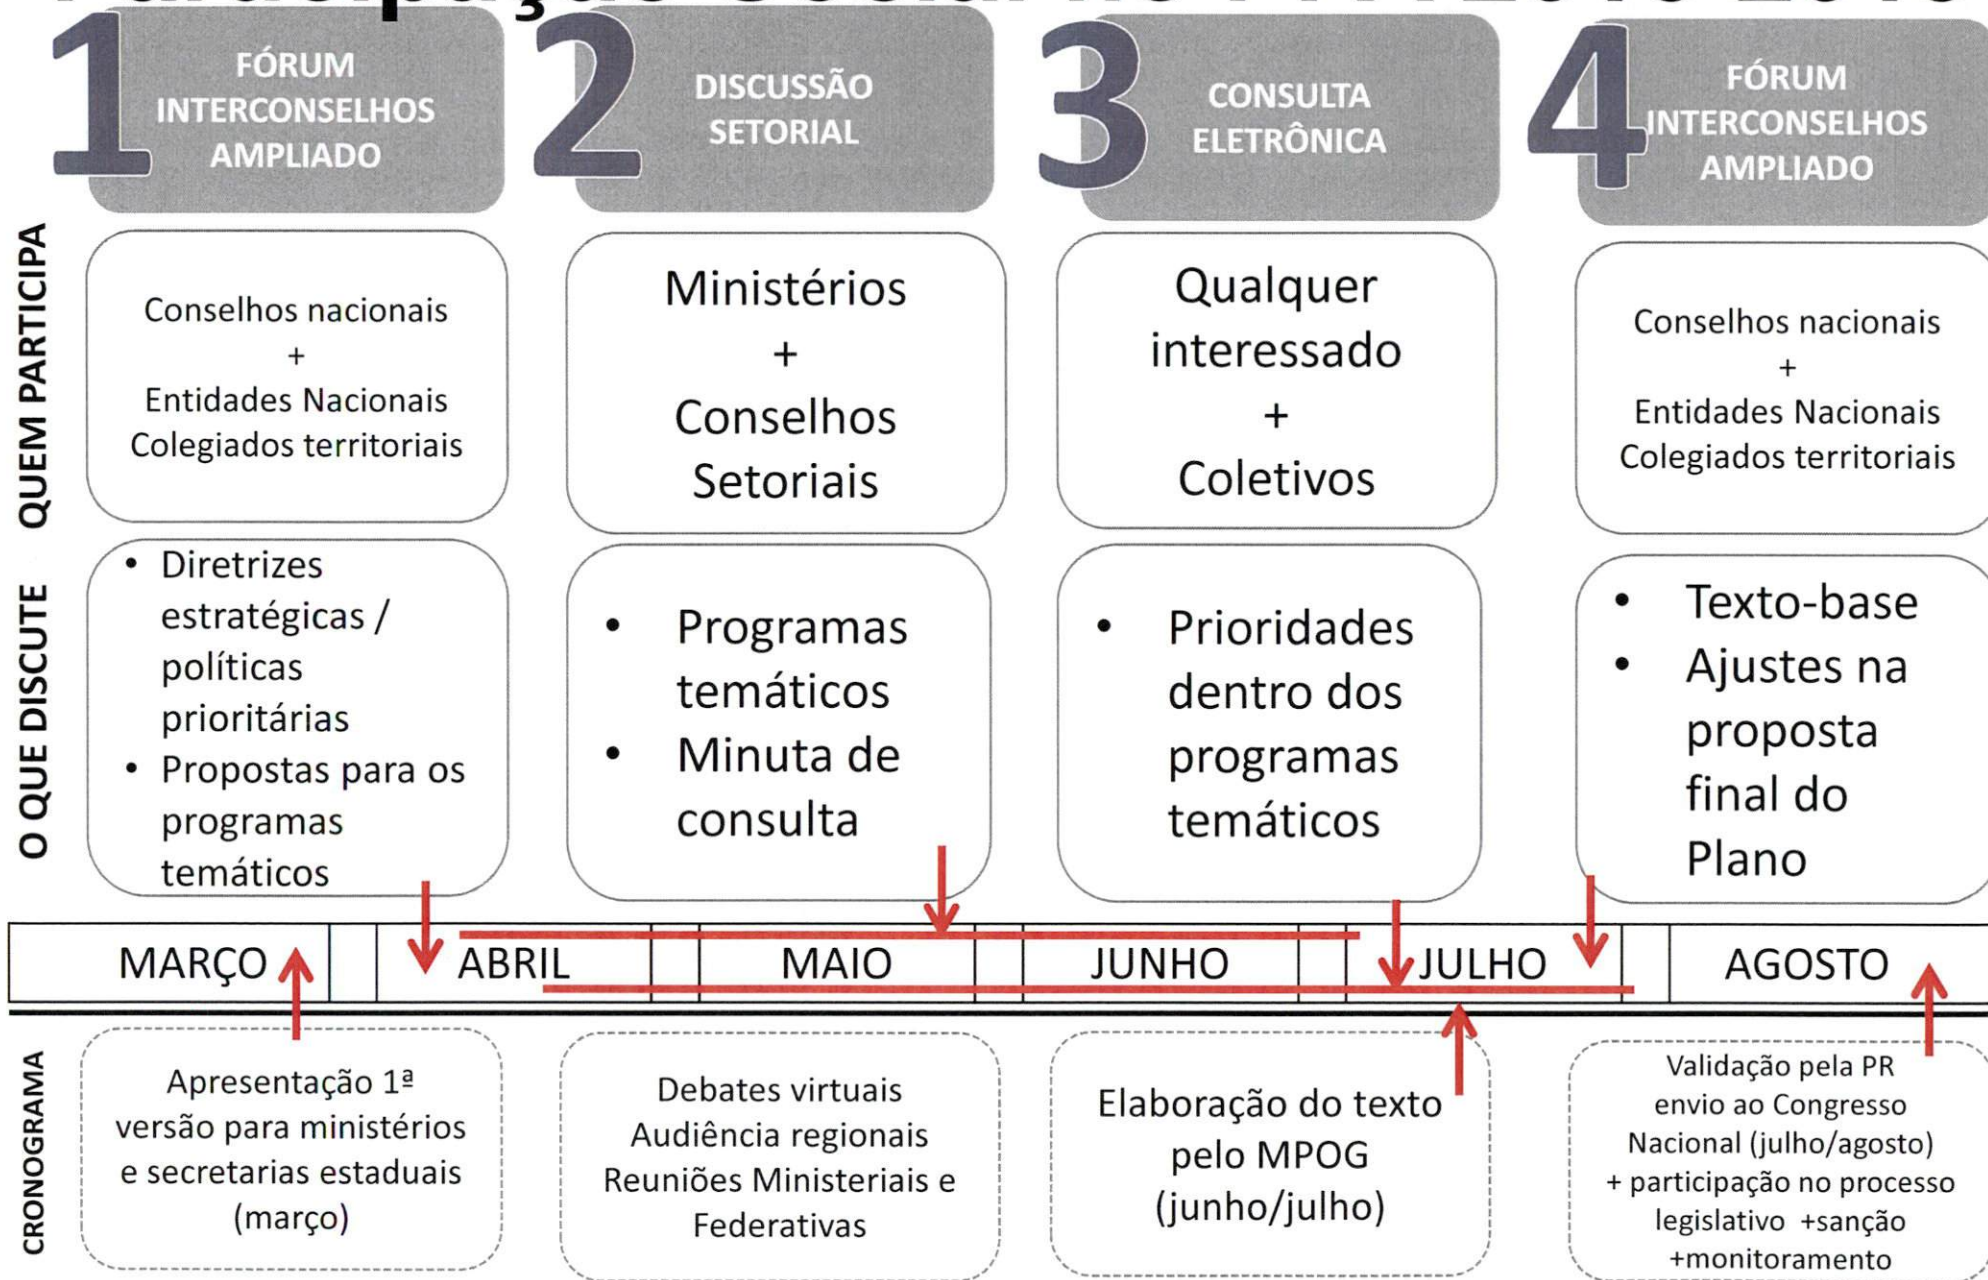 1
FÓRUM
INTERCONSELHOS
AMPLIADO
2
DISCUSSÃO
SETORIAL
3
CONSULTA
ELETRÔNICA
4
FÓRUM
INTERCONSELHOS
AMPLIADO
QUEM PARTICIPA
Conselhos nacionais
+
Entidades Nacionais
Colegiados territoriais
Ministérios
+
Conselhos
Setoriais
Qualquer
interessado
+
Coletivos
Conselhos nacionais
+
Entidades Nacionais
Colegiados territoriais
O QUE DISCUTE
• Diretrizes
estratégicas /
políticas
prioritárias
• Propostas para os
programas
temáticos
• Programas
temáticos
• Minuta de
consulta
• Prioridades
dentro dos
programas
temáticos
• Texto-base
• Ajustes na
proposta
final do
Plano
MARÇO
ABRIL
MAIO
JUNHO
JULHO
AGOSTO
CRONOGRAMA
Apresentação 1ª
versão para ministérios
e secretarias estaduais
(março)
Debates virtuais
Audiência regionais
Reuniões Ministeriais e
Federativas
Elaboração do texto
pelo MPOG
(junho/julho)
Validação pela PR
envio ao Congresso
Nacional (julho/agosto)
+ participação no processo
legislativo +sanção
+monitoramento